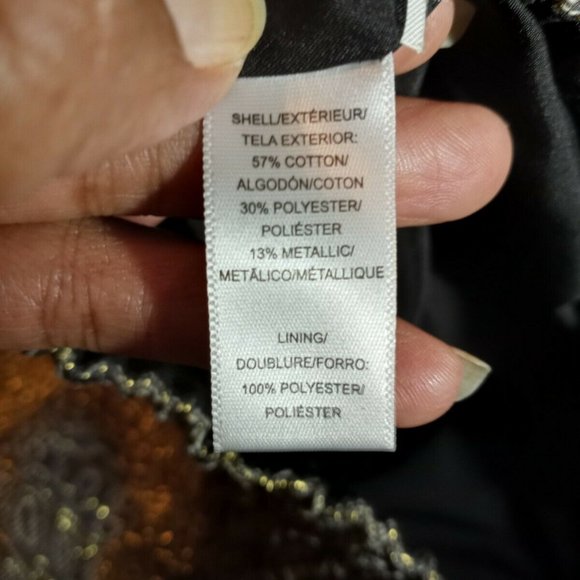 SHELL/EXTÉRIEUR/
TELA EXTERIOR:
57% COTTON/
ALGODÓN/COTON
30% POLYESTER/
POLIÉSTER
13% METALLIC/
METÃLICO/MÉTALLIQUE
LINING/
DOUBLURE/FORRO:
100% POLYESTER/
POLIÉSTER